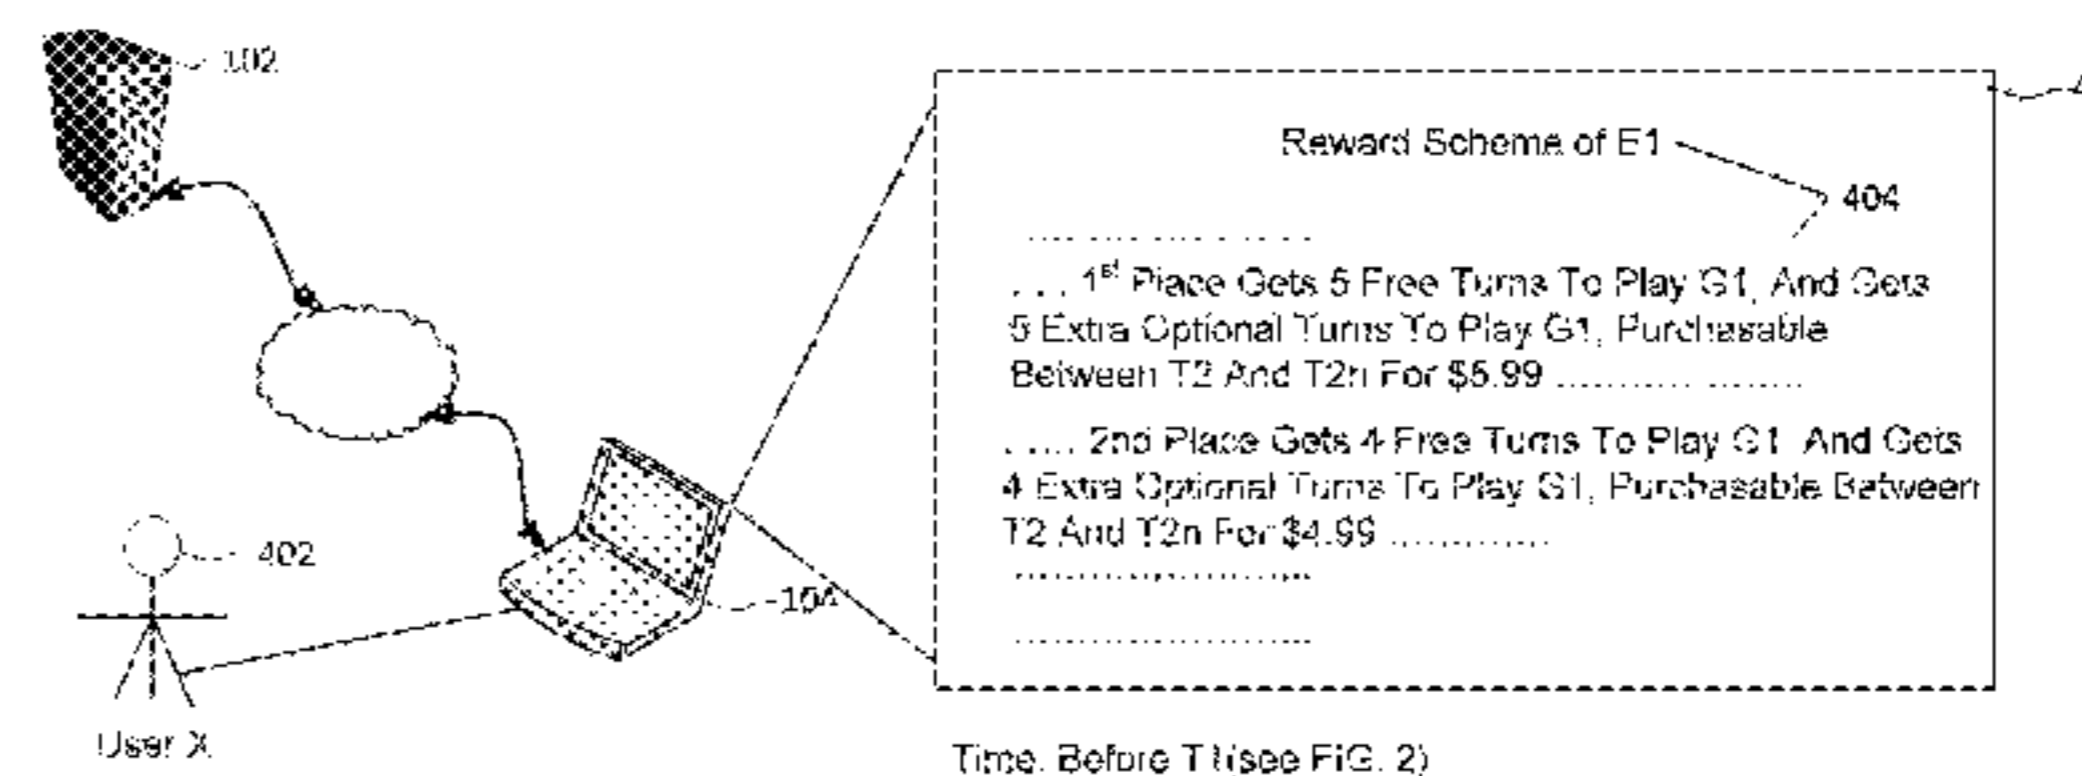 102
Reward Scheme of E1
404
....................
. . . 1st Place Gets 5 Free Turns To Play G1, And Gets
5 Extra Optional Turns To Play G1, Purchasable
Between T2 And T2n For $5.99 ....................
...... 2nd Place Gets 4 Free Turns To Play G1 And Gets
4 Extra Optional Turns To Play G1, Purchasable Between
T2 And T2n For $4.99 .............
402
104
User X
Time. Before T1(see FIG. 2)